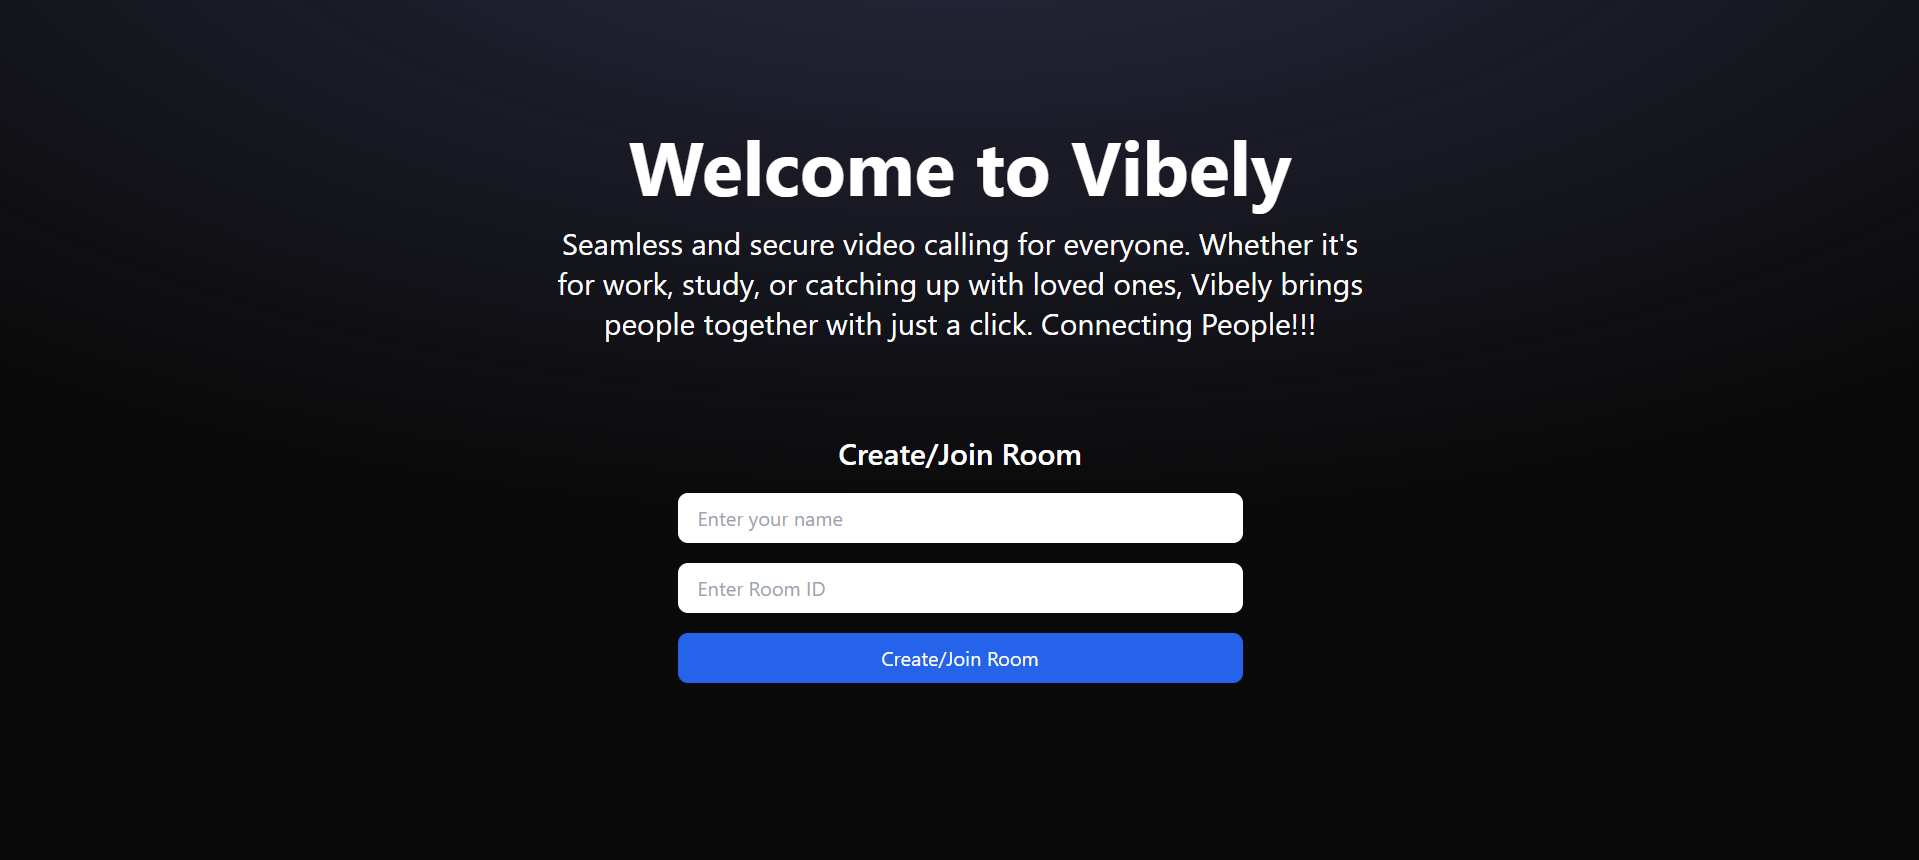 Welcome to Vibely
Seamless and secure video calling for everyone. Whether it's
for work, study, or catching up with loved ones, Vibely brings
people together with just a click. Connecting People!!!
Create/Join Room
Enter your name
Enter Room ID
Create/Join Room